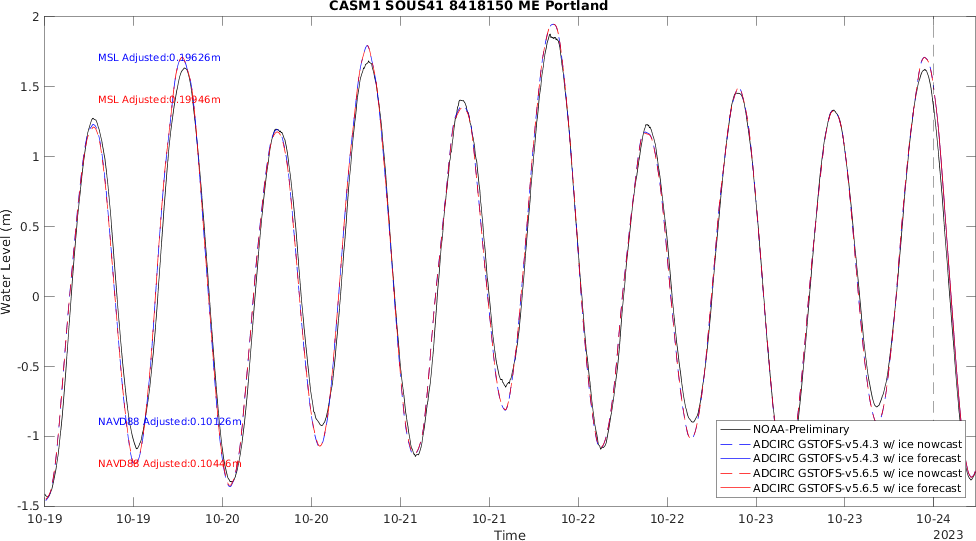 CASM1 SOUS41 8418150 ME Portland
2
1.5
1
0.5
0
-0.5
-1
-1.5
Water Level (m)
MSL Adjusted:0.19626m
MSL Adjusted:0.19946m
NAVD88 Adjusted:0.10126m
NAVD88 Adjusted:0.10446m
NOAA-Preliminary
ADCIRC GSTOFS-v5.4.3 w/ ice nowcast
ADCIRC GSTOFS-v5.4.3 w/ ice forecast
ADCIRC GSTOFS-v5.6.5 w/ ice nowcast
ADCIRC GSTOFS-v5.6.5 w/ ice forecast
10-19 10-19 10-20 10-20 10-21 10-21 10-22 10-22 10-23 10-23 10-24
2023
Time